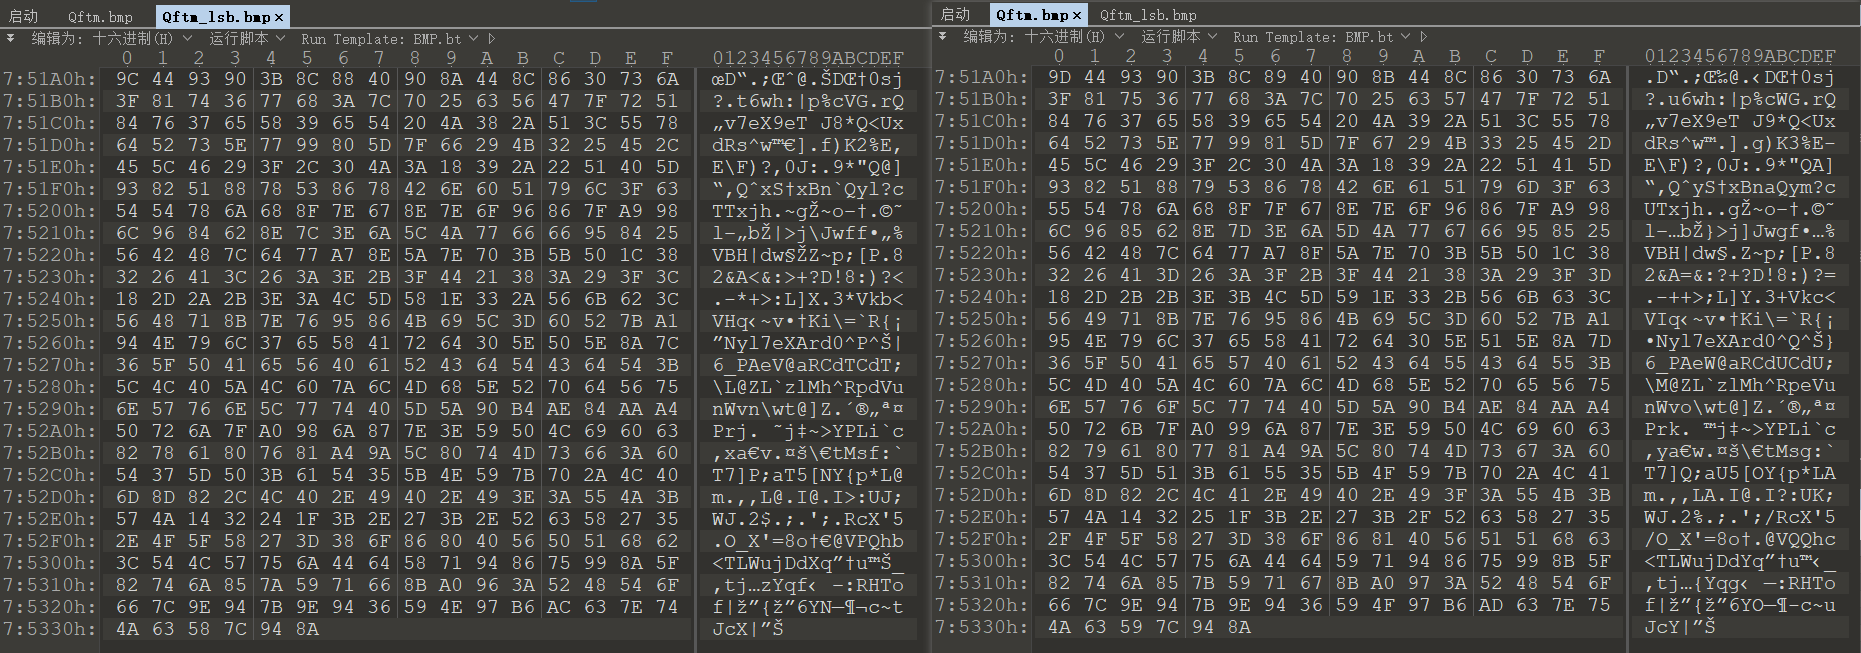 启动 Qftm.bmp Qftm_lsb.bmp ×
编辑为: 十六进制(H) 运行脚本 Run Template: BMP.bt
0 1 2 3 4 5 6 7 8 9 A B C D E F 0123456789ABCDEF
7:51A0h: 9C 44 93 90 3B 8C 88 40 90 8A 44 8C 86 30 73 6A œD“.;Œˆ@.ŠDŒ†0sj
7:51B0h: 3F 81 74 36 77 68 3A 7C 70 25 63 56 47 7F 72 51 ?.t6wh:|p%cVG.rQ
7:51C0h: 84 76 37 65 58 39 65 54 20 4A 38 2A 51 3C 55 78 „v7eX9eT J8*Q<Ux
7:51D0h: 64 52 73 5E 77 99 80 5D 7F 66 29 4B 32 25 45 2C dRs^w™€].f)K2%E,
7:51E0h: 45 5C 46 29 3F 2C 30 4A 3A 18 39 2A 22 51 40 5D E\F)?,0J:.9*"Q@]
7:51F0h: 93 82 51 88 78 53 86 78 42 6E 60 51 79 6C 3F 63 “‚QˆxS†xBn`Qyl?c
7:5200h: 54 54 78 6A 68 8F 7E 67 8E 7E 6F 96 86 7F A9 98 TTxjh.~gŽ~o–†.©˜
7:5210h: 6C 96 84 62 8E 7C 3E 6A 5C 4A 77 66 66 95 84 25 l–„bŽ|>j\Jwff•„%
7:5220h: 56 42 48 7C 64 77 A7 8E 5A 7E 70 3B 5B 50 1C 38 VBH|dw§ŽZ~p;[P.8
7:5230h: 32 26 41 3C 26 3A 3E 2B 3F 44 21 38 3A 29 3F 3C 2&A<&:>+?D!8:)?<
7:5240h: 18 2D 2A 2B 3E 3A 4C 5D 58 1E 33 2A 56 6B 62 3C .-*+>:L]X.3*Vkb<
7:5250h: 56 48 71 8B 7E 76 95 86 4B 69 5C 3D 60 52 7B A1 VHq‹~v•†Ki\=`R{¡
7:5260h: 94 4E 79 6C 37 65 58 41 72 64 30 5E 50 5E 8A 7C ”Nyl7eXArd0^P^Š|
7:5270h: 36 5F 50 41 65 56 40 61 52 43 64 54 43 64 54 3B 6_PAeV@aRCdTCdT;
7:5280h: 5C 4C 40 5A 4C 60 7A 6C 4D 68 5E 52 70 64 56 75 \L@ZL`zlMh^RpdVu
7:5290h: 6E 57 76 6E 5C 77 74 40 5D 5A 90 B4 AE 84 AA A4 nWvn\wt@]Z.´®„ª¤
7:52A0h: 50 72 6A 7F A0 98 6A 87 7E 3E 59 50 4C 69 60 63 Prj. ˜j‡~>YPLi`c
7:52B0h: 82 78 61 80 76 81 A4 9A 5C 80 74 4D 73 66 3A 60 ‚xa€v.¤š\€tMsf:`
7:52C0h: 54 37 5D 50 3B 61 54 35 5B 4E 59 7B 70 2A 4C 40 T7]P;aT5[NY{p*L@
7:52D0h: 6D 8D 82 2C 4C 40 2E 49 40 2E 49 3E 3A 55 4A 3B m.‚,L@.I@.I>:UJ;
7:52E0h: 57 4A 14 32 24 1F 3B 2E 27 3B 2E 52 63 58 27 35 WJ.2$.;.';.RcX'5
7:52F0h: 2E 4F 5F 58 27 3D 38 6F 86 80 40 56 50 51 68 62 .O_X'=8o†€@VPQhb
7:5300h: 3C 54 4C 57 75 6A 44 64 58 71 94 86 75 99 8A 5F <TLWujDdXq”†u™Š_
7:5310h: 82 74 6A 85 7A 59 71 66 8B A0 96 3A 52 48 54 6F ‚tj…zYqf‹ –:RHTo
7:5320h: 66 7C 9E 94 7B 9E 94 36 59 4E 97 B6 AC 63 7E 74 f|ž”{ž”6YN—¶¬c~t
7:5330h: 4A 63 58 7C 94 8A JcX|”Š
启动 Qftm.bmp × Qftm_lsb.bmp
编辑为: 十六进制(H) 运行脚本 Run Template: BMP.bt
0 1 2 3 4 5 6 7 8 9 A B C D E F 0123456789ABCDEF
7:51A0h: 9D 44 93 90 3B 8C 89 40 90 8B 44 8C 86 30 73 6A .D“.;Œ‰@.‹DŒ†0sj
7:51B0h: 3F 81 75 36 77 68 3A 7C 70 25 63 57 47 7F 72 51 ?.u6wh:|p%cWG.rQ
7:51C0h: 84 76 37 65 58 39 65 54 20 4A 39 2A 51 3C 55 78 „v7eX9eT J9*Q<Ux
7:51D0h: 64 52 73 5E 77 99 81 5D 7F 67 29 4B 33 25 45 2D dRs^w™.].g)K3%E-
7:51E0h: 45 5C 46 29 3F 2C 30 4A 3A 18 39 2A 22 51 41 5D E\F)?,0J:.9*"QA]
7:51F0h: 93 82 51 88 79 53 86 78 42 6E 61 51 79 6D 3F 63 “‚QˆyS†xBnaQym?c
7:5200h: 55 54 78 6A 68 8F 7F 67 8E 7E 6F 96 86 7F A9 98 UTxjh..gŽ~o–†.©˜
7:5210h: 6C 96 85 62 8E 7D 3E 6A 5D 4A 77 67 66 95 85 25 l–…bŽ}>j]Jwgf•…%
7:5220h: 56 42 48 7C 64 77 A7 8F 5A 7E 70 3B 5B 50 1C 38 VBH|dw§.Z~p;[P.8
7:5230h: 32 26 41 3D 26 3A 3F 2B 3F 44 21 38 3A 29 3F 3D 2&A=&:?+?D!8:)?=
7:5240h: 18 2D 2B 2B 3E 3B 4C 5D 59 1E 33 2B 56 6B 63 3C .-++>;L]Y.3+Vkc<
7:5250h: 56 49 71 8B 7E 76 95 86 4B 69 5C 3D 60 52 7B A1 VIq‹~v•†Ki\=`R{¡
7:5260h: 95 4E 79 6C 37 65 58 41 72 64 30 5E 51 5E 8A 7D •Nyl7eXArd0^Q^Š}
7:5270h: 36 5F 50 41 65 57 40 61 52 43 64 55 43 64 55 3B 6_PAeW@aRCdUCdU;
7:5280h: 5C 4D 40 5A 4C 60 7A 6C 4D 68 5E 52 70 65 56 75 \M@ZL`zlMh^RpeVu
7:5290h: 6E 57 76 6F 5C 77 74 40 5D 5A 90 B4 AE 84 AA A4 nWvo\wt@]Z.´®„ª¤
7:52A0h: 50 72 6B 7F A0 99 6A 87 7E 3E 59 50 4C 69 60 63 Prk. ™j‡~>YPLi`c
7:52B0h: 82 79 61 80 77 81 A4 9A 5C 80 74 4D 73 67 3A 60 ‚ya€w.¤š\€tMsg:`
7:52C0h: 54 37 5D 51 3B 61 55 35 5B 4F 59 7B 70 2A 4C 41 T7]Q;aU5[OY{p*LA
7:52D0h: 6D 8D 82 2C 4C 41 2E 49 40 2E 49 3F 3A 55 4B 3B m.‚,LA.I@.I?:UK;
7:52E0h: 57 4A 14 32 25 1F 3B 2E 27 3B 2F 52 63 58 27 35 WJ.2%.;.';/RcX'5
7:52F0h: 2F 4F 5F 58 27 3D 38 6F 86 81 40 56 51 51 68 63 /O_X'=8o†.@VQQhc
7:5300h: 3C 54 4C 57 75 6A 44 64 59 71 94 86 75 99 8B 5F <TLWujDdYq”†u™‹_
7:5310h: 82 74 6A 85 7B 59 71 67 8B A0 97 3A 52 48 54 6F ‚tj…{Yqg‹ —:RHTo
7:5320h: 66 7C 9E 94 7B 9E 94 36 59 4F 97 B6 AD 63 7E 75 f|ž”{ž”6YO—¶-c~u
7:5330h: 4A 63 59 7C 94 8A JcY|”Š